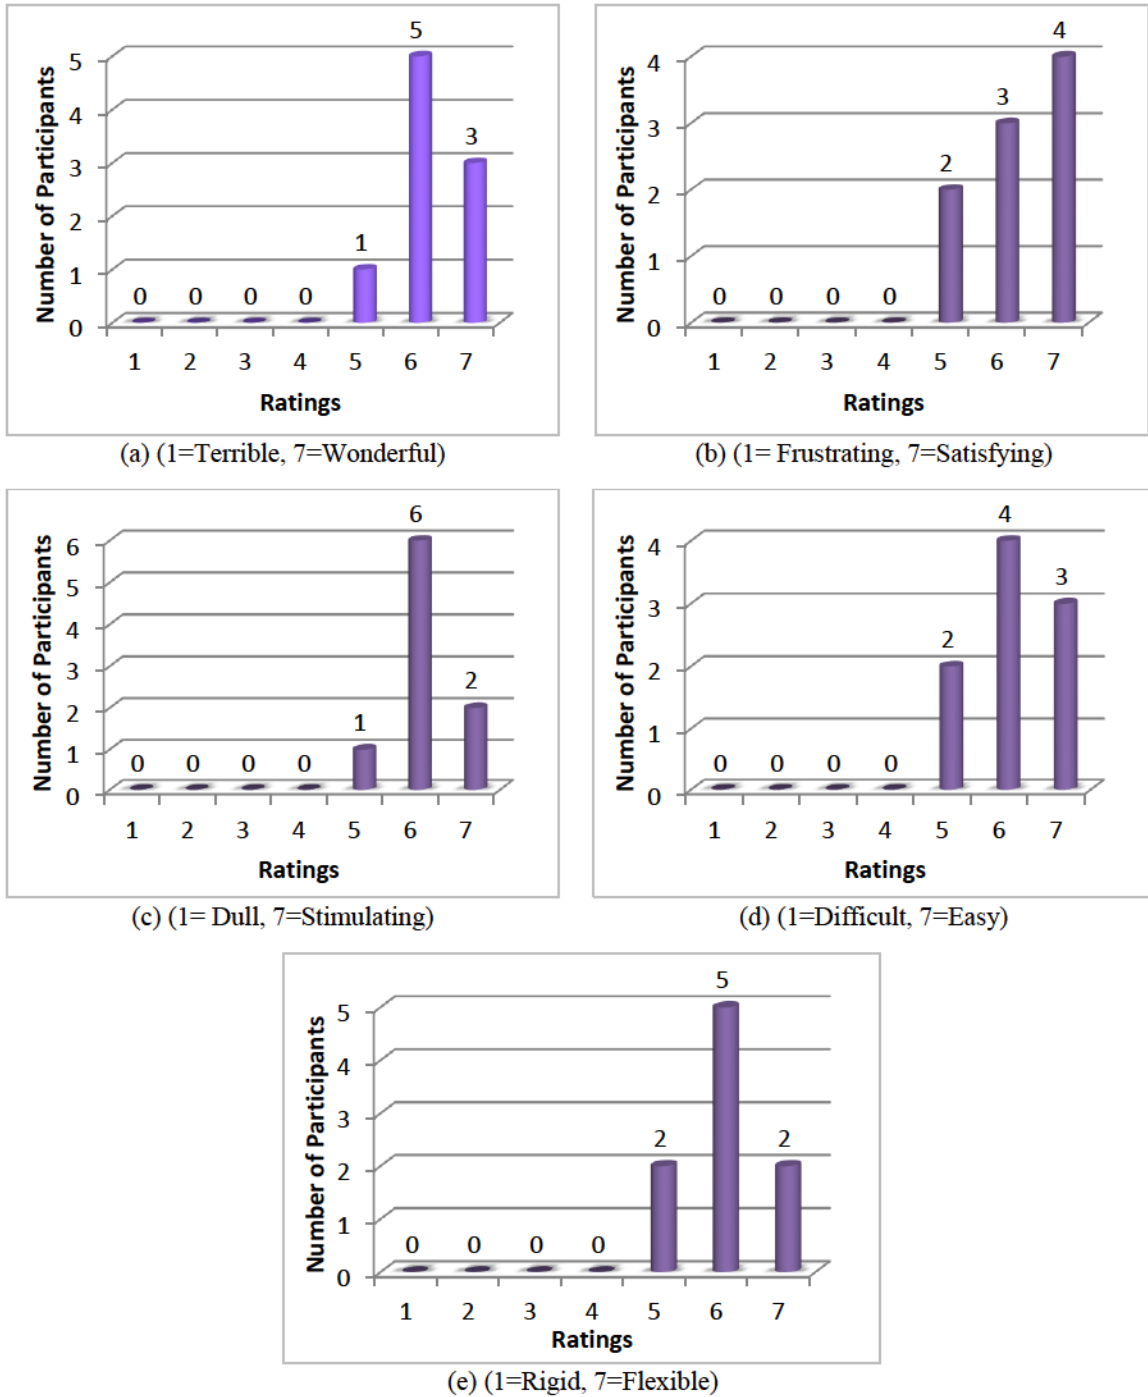 5
5
4
3
2
1
0
0 0 0 0 1 3
1 2 3 4 5 6 7
Number of Participants
Ratings
(a) (1=Terrible, 7=Wonderful)
4
4
3
2
1
0
0 0 0 0 2 3
1 2 3 4 5 6 7
Number of Participants
Ratings
(b) (1= Frustrating, 7=Satisfying)
6
6
5
4
3
2
1
0
0 0 0 0 1 2
1 2 3 4 5 6 7
Number of Participants
Ratings
(c) (1= Dull, 7=Stimulating)
4
4
3
2
1
0
0 0 0 0 2 3
1 2 3 4 5 6 7
Number of Participants
Ratings
(d) (1=Difficult, 7=Easy)
5
5
4
3
2
1
0
0 0 0 0 2 2
1 2 3 4 5 6 7
Number of Participants
Ratings
(e) (1=Rigid, 7=Flexible)